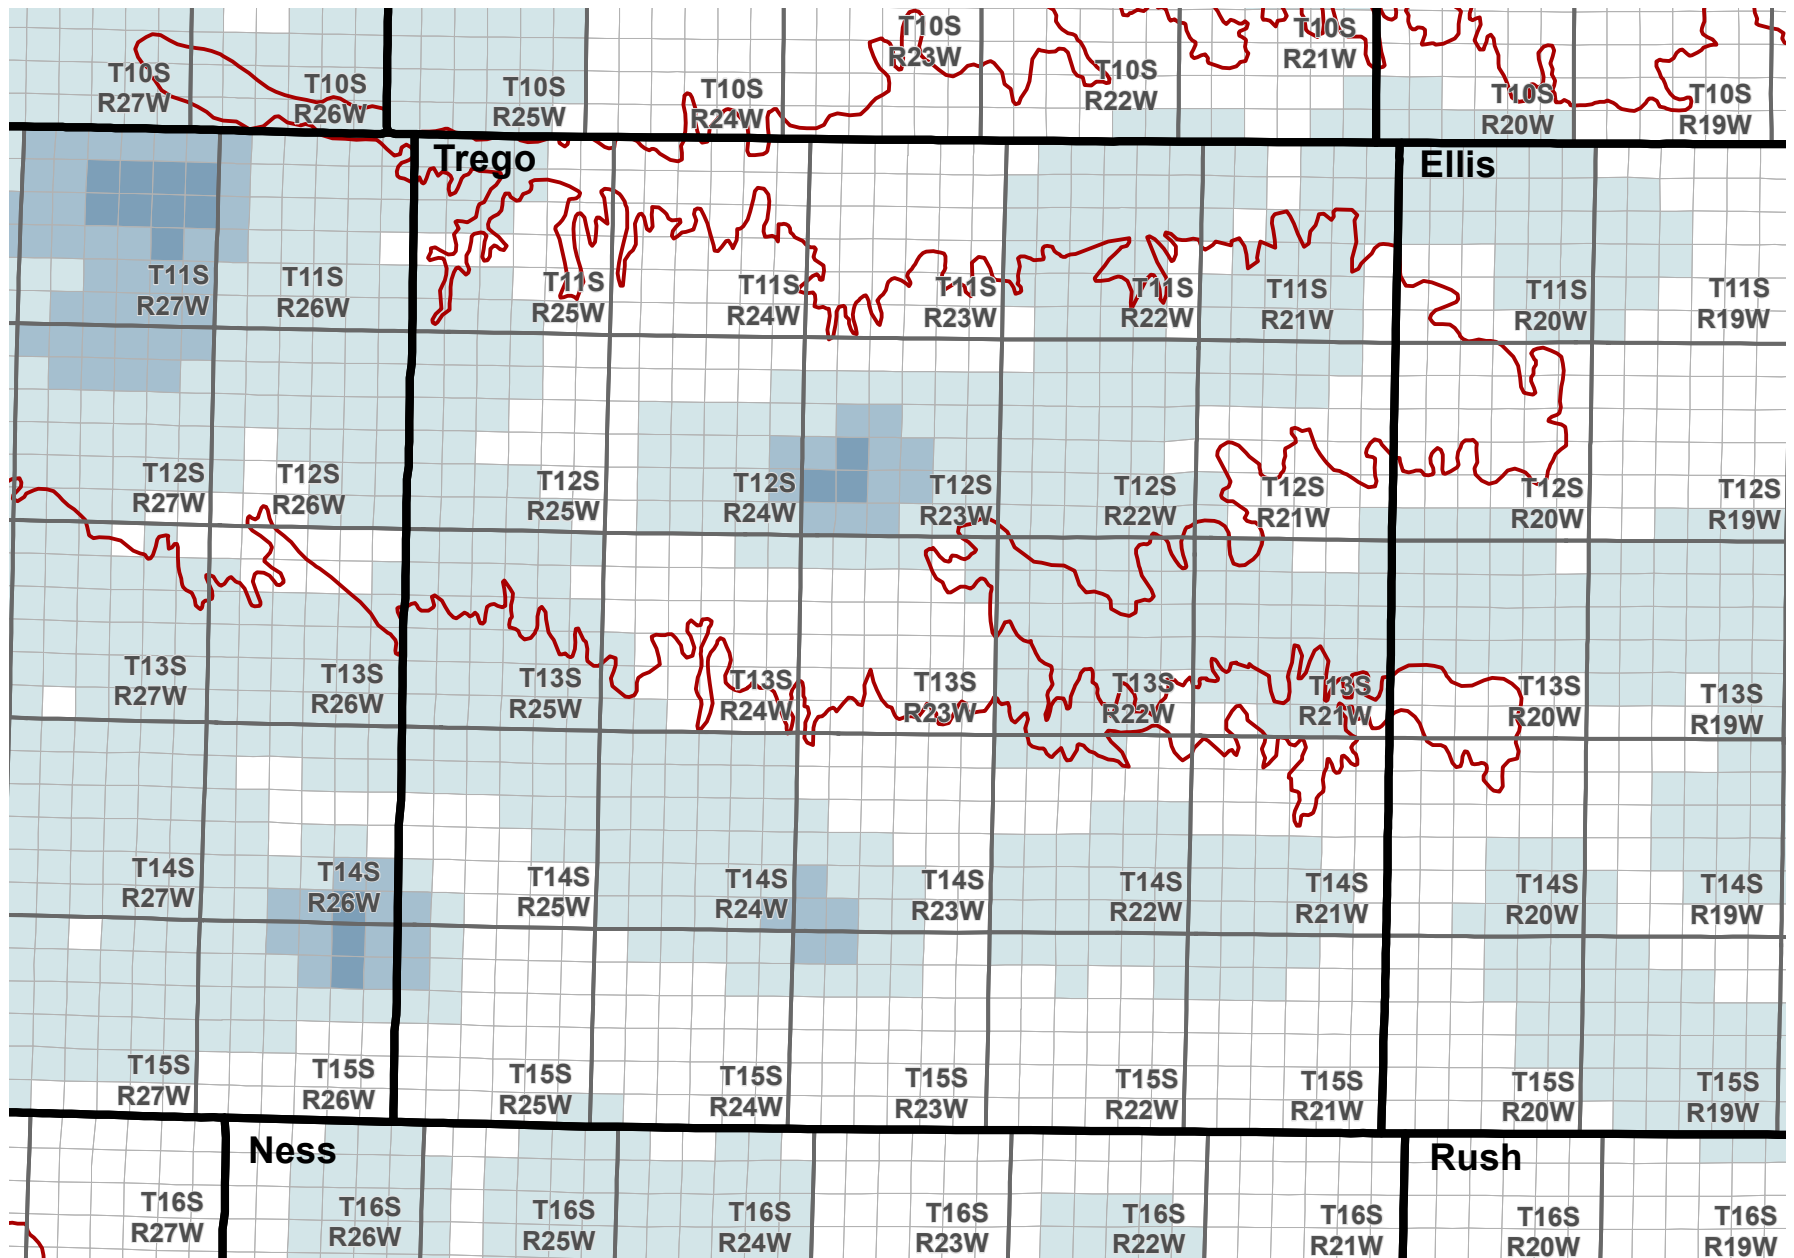 T10S
R27W
T10S
R26W
T10S
R25W
T10S
R24W
T10S
R23W
T10S
R22W
T10S
R21W
T10S
R20W
T10S
R19W
Trego
Ellis
T11S
R27W
T11S
R26W
T11S
R25W
T11S
R24W
T11S
R23W
T11S
R22W
T11S
R21W
T11S
R20W
T11S
R19W
T12S
R27W
T12S
R26W
T12S
R25W
T12S
R24W
T12S
R23W
T12S
R22W
T12S
R21W
T12S
R20W
T12S
R19W
T13S
R27W
T13S
R26W
T13S
R25W
T13S
R24W
T13S
R23W
T13S
R22W
T13S
R21W
T13S
R20W
T13S
R19W
T14S
R27W
T14S
R26W
T14S
R25W
T14S
R24W
T14S
R23W
T14S
R22W
T14S
R21W
T14S
R20W
T14S
R19W
T15S
R27W
T15S
R26W
T15S
R25W
T15S
R24W
T15S
R23W
T15S
R22W
T15S
R21W
T15S
R20W
T15S
R19W
Ness
Rush
T16S
R27W
T16S
R26W
T16S
R25W
T16S
R24W
T16S
R23W
T16S
R22W
T16S
R21W
T16S
R20W
T16S
R19W